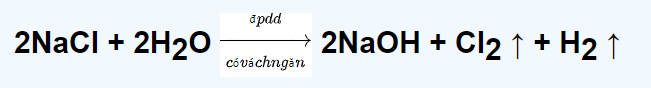 2NaCl + 2H2O đpdd cóváchngăn 2NaOH + Cl2 ↑ + H2 ↑